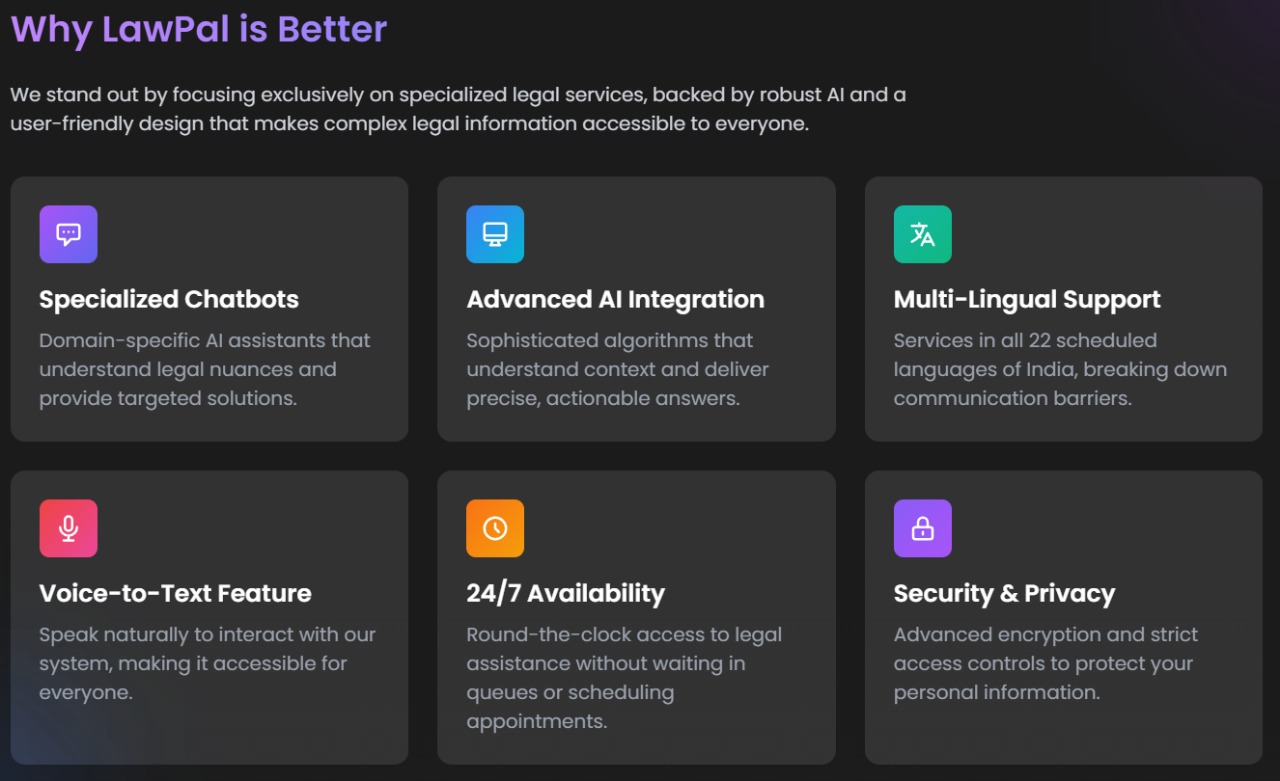 Why LawPal is Better
We stand out by focusing exclusively on specialized legal services, backed by robust AI and a
user-friendly design that makes complex legal information accessible to everyone.
Specialized Chatbots
Domain-specific AI assistants that
understand legal nuances and
provide targeted solutions.
Advanced AI Integration
Sophisticated algorithms that
understand context and deliver
precise, actionable answers.
Multi-Lingual Support
Services in all 22 scheduled
languages of India, breaking down
communication barriers.
Voice-to-Text Feature
Speak naturally to interact with our
system, making it accessible for
everyone.
24/7 Availability
Round-the-clock access to legal
assistance without waiting in
queues or scheduling
appointments.
Security & Privacy
Advanced encryption and strict
access controls to protect your
personal information.